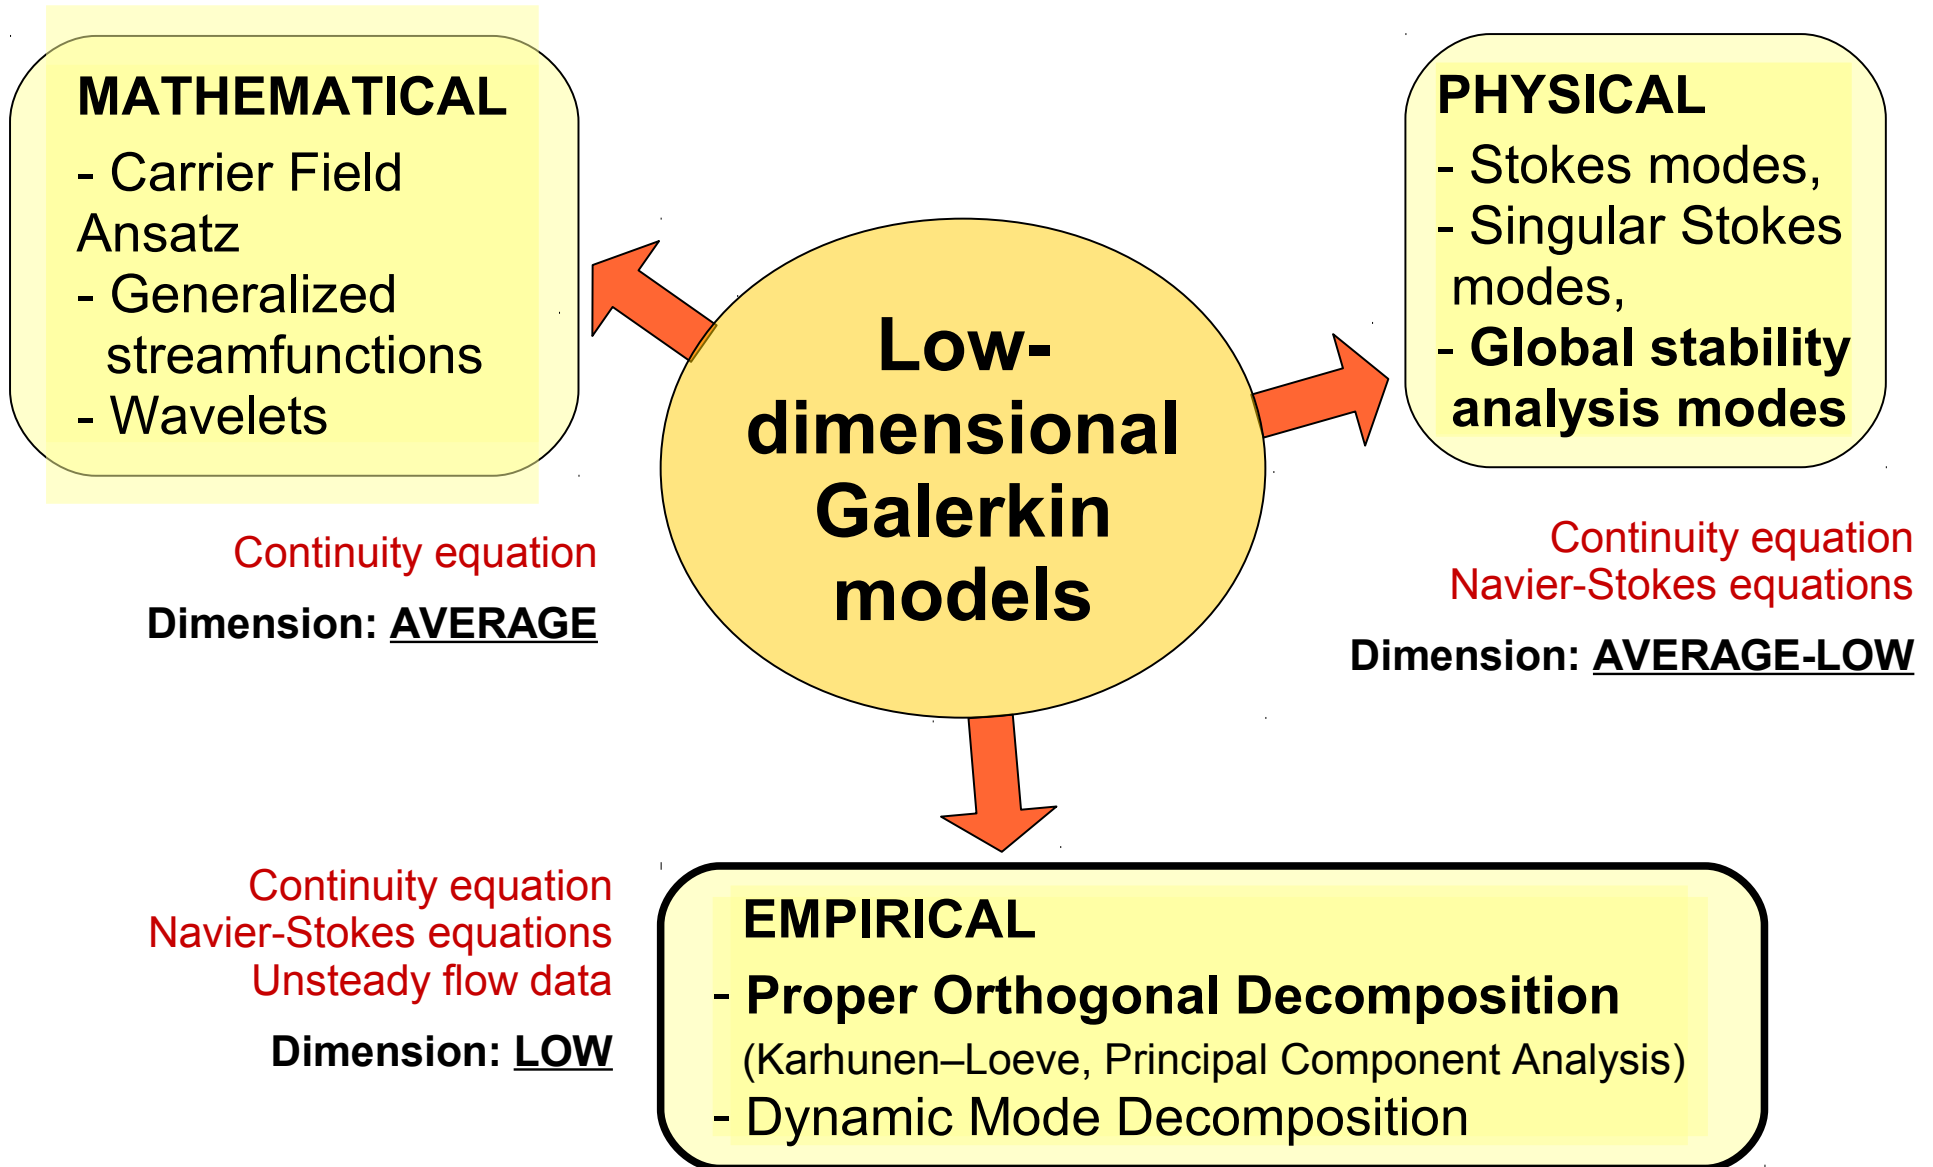 MATHEMATICAL
- Carrier Field
Ansatz
- Generalized
streamfunctions
- Wavelets
Continuity equation
Dimension: AVERAGE
Low-
dimensional
Galerkin
models
PHYSICAL
- Stokes modes,
- Singular Stokes
modes,
- Global stability
analysis modes
Continuity equation
Navier-Stokes equations
Dimension: AVERAGE-LOW
Continuity equation
Navier-Stokes equations
Unsteady flow data
Dimension: LOW
EMPIRICAL
- Proper Orthogonal Decomposition
(Karhunen–Loeve, Principal Component Analysis)
- Dynamic Mode Decomposition